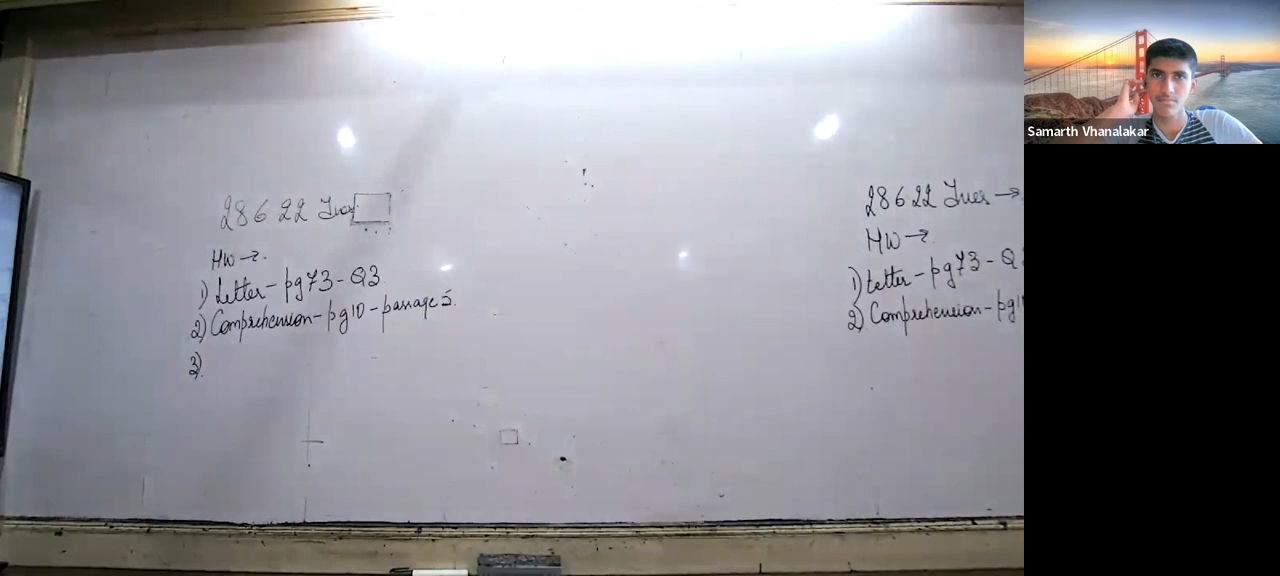 28 6 22 Tues
HW →
1) Letter - pg 73 - Q3
2) Comprehension - pg 10 - passage 5.
3)
28 6 22 Tues →
HW →
1) Letter - pg 73 - Q
2) Comprehension - pg 1
Samarth Vhanalakar